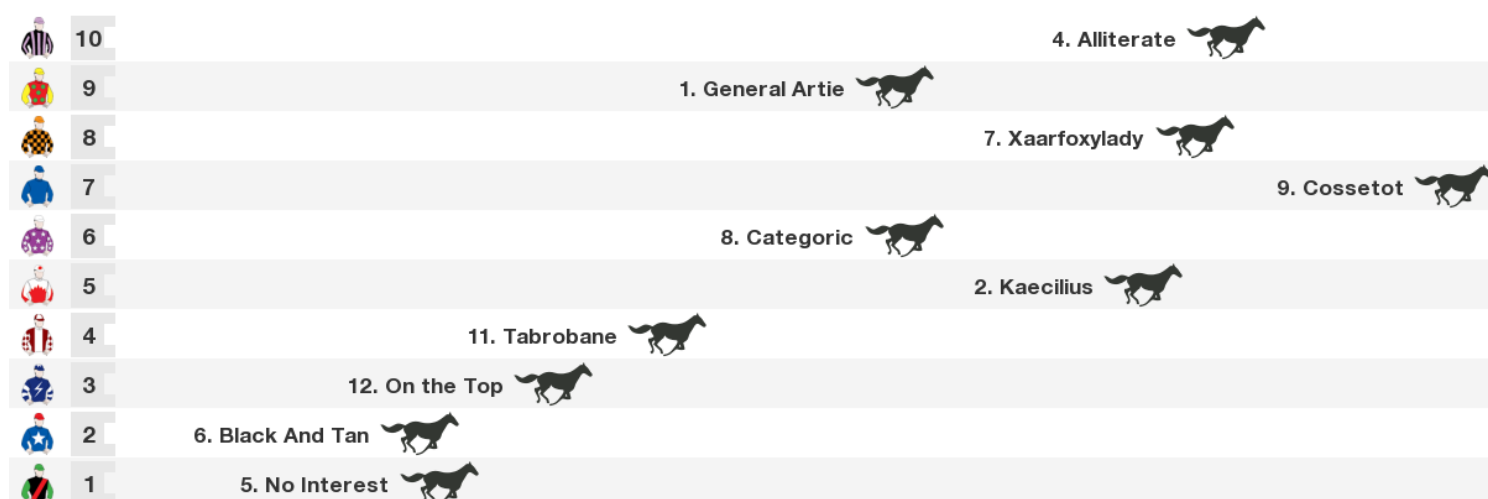 10 4. Alliterate
9 1. General Artie
8 7. Xaarfoxylady
7 9. Cossetot
6 8. Categoric
5 2. Kaecilius
4 11. Tabrobane
3 12. On the Top
2 6. Black And Tan
1 5. No Interest